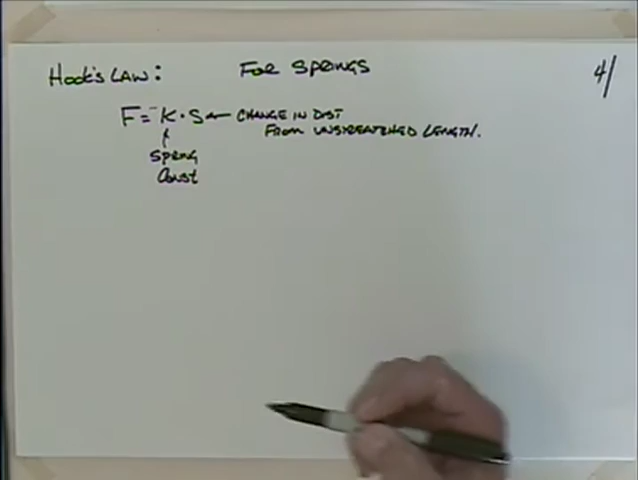 Hook's LAW: FOR SPRINGS 4/
F = -K · S ← CHANGE IN DIST
FROM UNSTRETCHED LENGTH.
SPRING
CONST